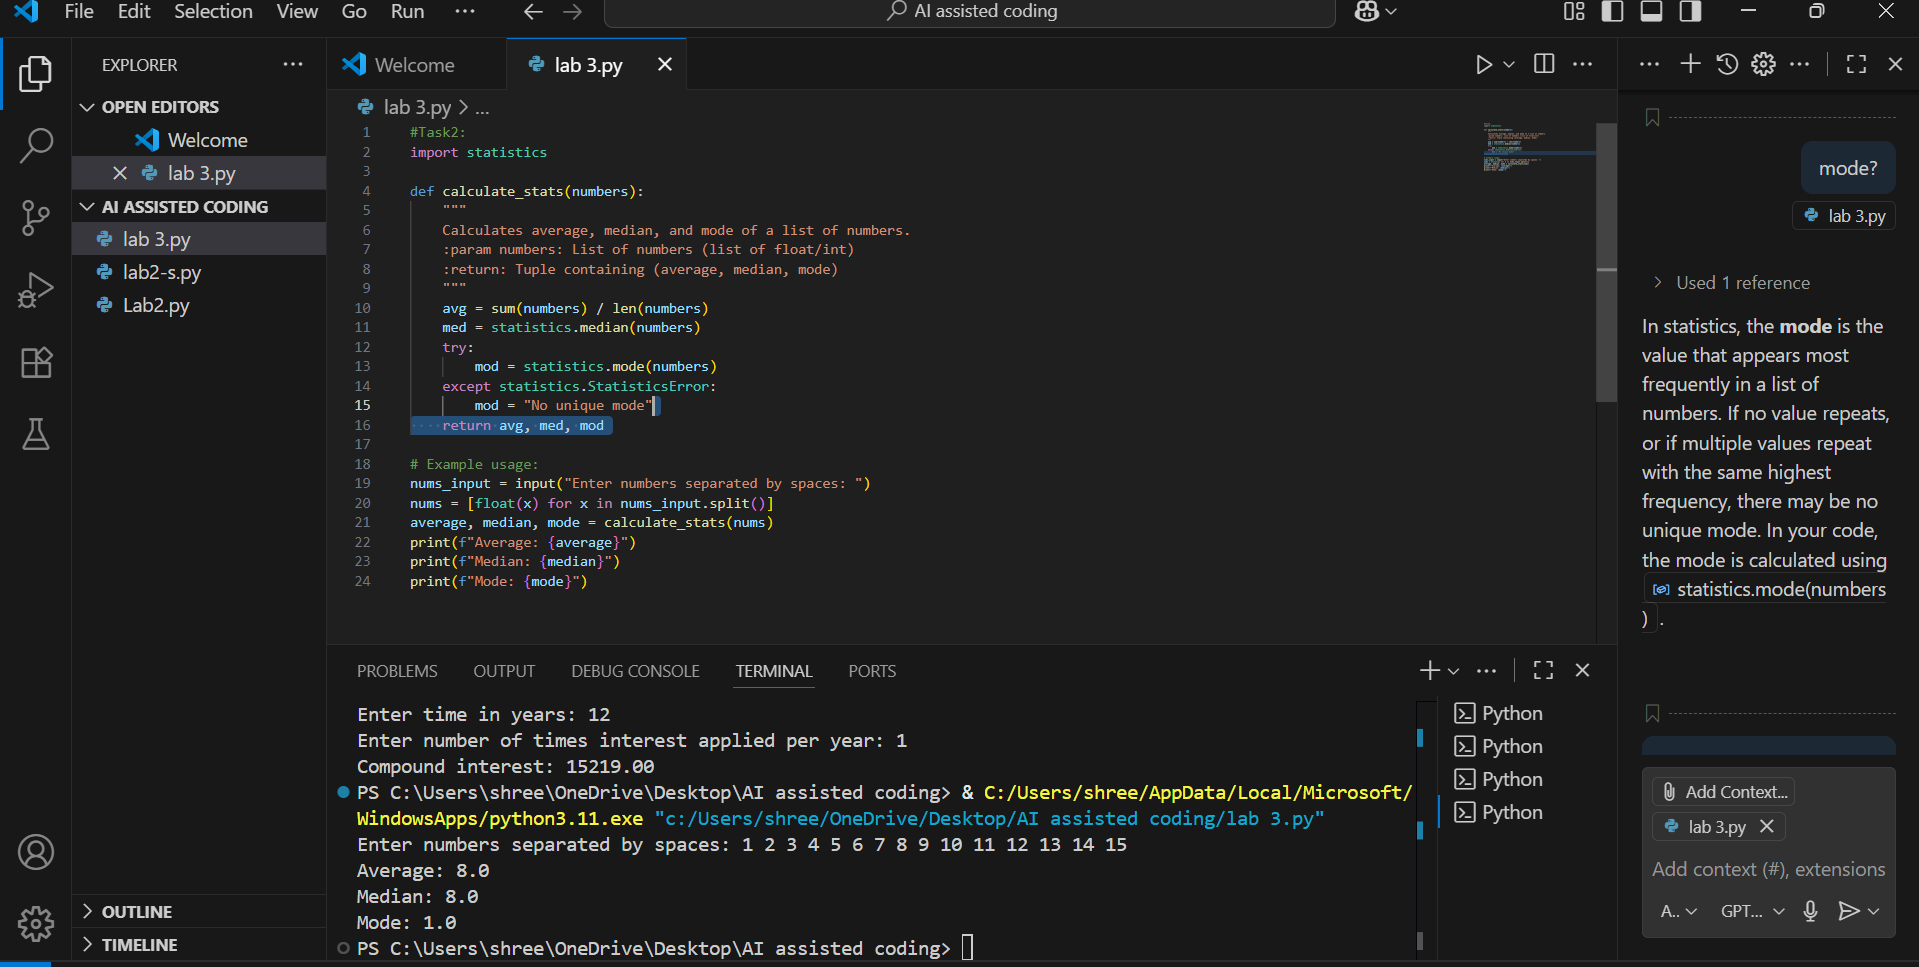 File Edit Selection View Go Run ··· AI assisted coding
EXPLORER ···
OPEN EDITORS
Welcome
lab 3.py
AI ASSISTED CODING
lab 3.py
lab2-s.py
Lab2.py
OUTLINE
TIMELINE
Welcome lab 3.py
lab 3.py > ...
1 #Task2:
2 import statistics
3
4 def calculate_stats(numbers):
5 """
6 Calculates average, median, and mode of a list of numbers.
7 :param numbers: List of numbers (list of float/int)
8 :return: Tuple containing (average, median, mode)
9 """
10 avg = sum(numbers) / len(numbers)
11 med = statistics.median(numbers)
12 try:
13 mod = statistics.mode(numbers)
14 except statistics.StatisticsError:
15 mod = "No unique mode"
16 return avg, med, mod
17
18 # Example usage:
19 nums_input = input("Enter numbers separated by spaces: ")
20 nums = [float(x) for x in nums_input.split()]
21 average, median, mode = calculate_stats(nums)
22 print(f"Average: {average}")
23 print(f"Median: {median}")
24 print(f"Mode: {mode}")
PROBLEMS OUTPUT DEBUG CONSOLE TERMINAL PORTS
Enter time in years: 12
Enter number of times interest applied per year: 1
Compound interest: 15219.00
PS C:\Users\shree\OneDrive\Desktop\AI assisted coding> & C:/Users/shree/AppData/Local/Microsoft/
WindowsApps/python3.11.exe "c:/Users/shree/OneDrive/Desktop/AI assisted coding/lab 3.py"
Enter numbers separated by spaces: 1 2 3 4 5 6 7 8 9 10 11 12 13 14 15
Average: 8.0
Median: 8.0
Mode: 1.0
PS C:\Users\shree\OneDrive\Desktop\AI assisted coding>
Python
Python
Python
Python
mode?
lab 3.py
Used 1 reference
In statistics, the mode is the
value that appears most
frequently in a list of
numbers. If no value repeats,
or if multiple values repeat
with the same highest
frequency, there may be no
unique mode. In your code,
the mode is calculated using
statistics.mode(numbers
) .
Add Context...
lab 3.py
Add context (#), extensions
A.. GPT...